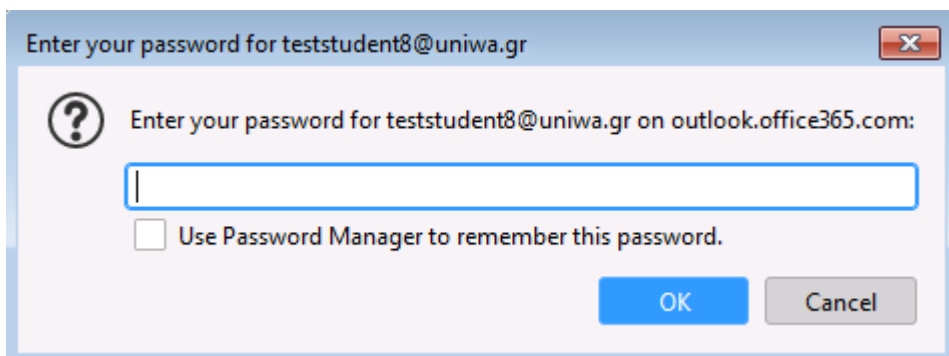 Enter your password for teststudent8@uniwa.gr
Enter your password for teststudent8@uniwa.gr on outlook.office365.com:
Use Password Manager to remember this password.
OK Cancel